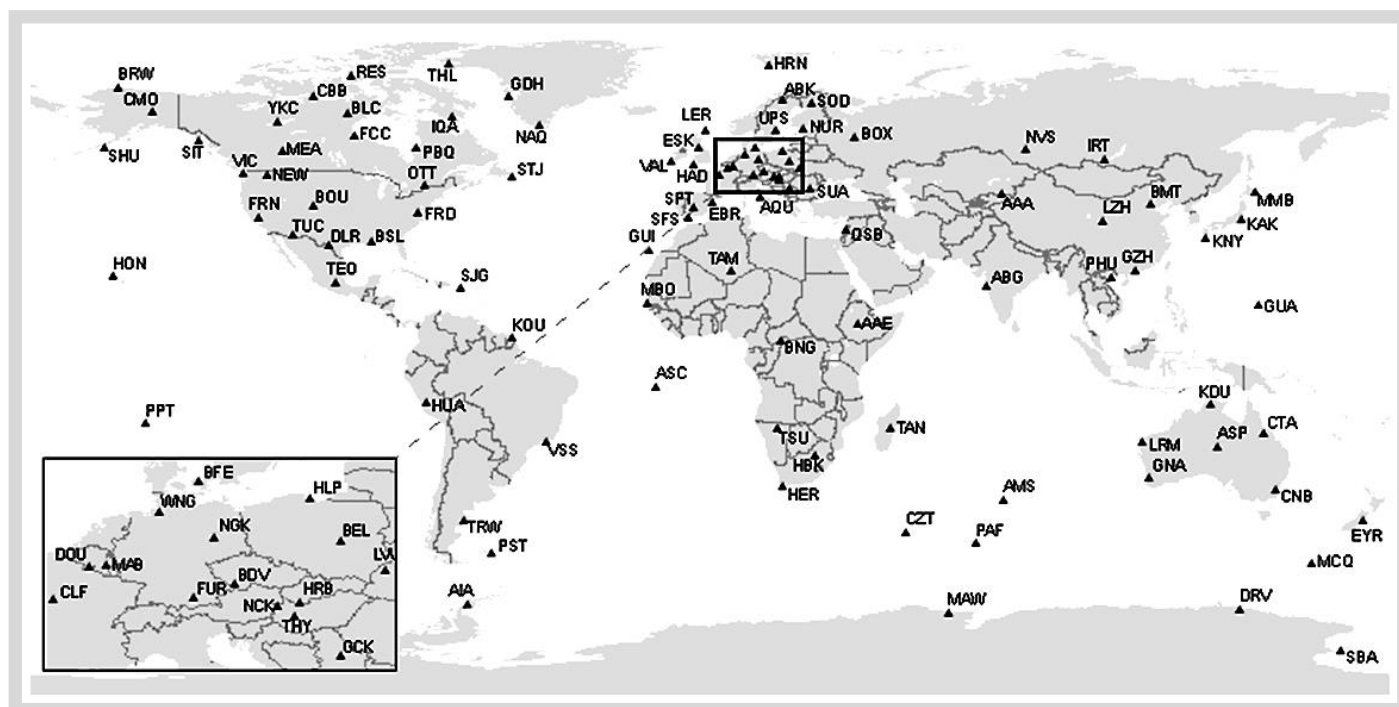 BRW
CMO
RES
CBB
YKC
BLC
FCC
THL
IQA
PBQ
GDH
NAQ
SHU
SIT
VIC
MEA
NEW
OTT
STJ
FRN
BOU
FRD
TUC
DLR
BSL
HON
TEO
SJG
KOU
PPT
HUA
VSS
TRW
PST
AIA
HRN
ABK
SOD
LER
UPS
NUR
BOX
ESK
VAL
HAD
SPT
SFS
EBR
AQU
SUA
GUI
TAM
QSB
MBO
AAE
BNG
ASC
TSU
HBK
HER
TAN
NVS
IRT
AAA
LZH
BMT
MMB
KAK
KNY
ABG
PHU
GZH
GUA
KDU
CTA
ASP
LRM
GNA
CNB
EYR
AMS
CZT
PAF
MCQ
MAW
DRV
SBA
BFE
HLP
WNG
NGK
BEL
DOU
MAB
CLF
FUR
BDV
NCK
HRB
THY
GCK